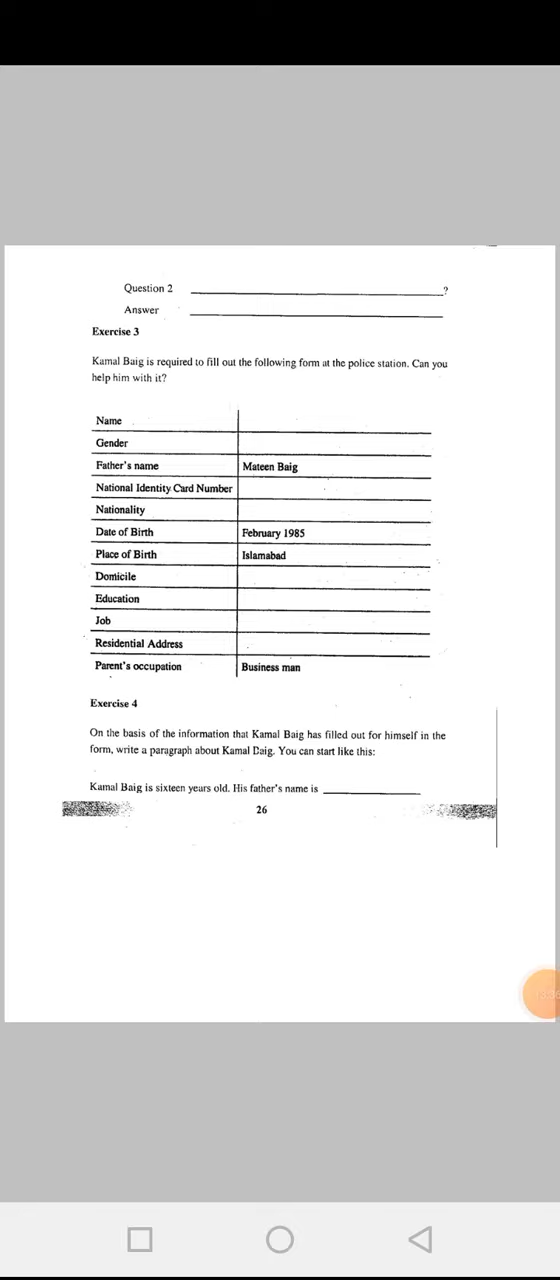 Question 2 ______________________________?
Answer ______________________________
Exercise 3
Kamal Baig is required to fill out the following form at the police station. Can you
help him with it?
Name
Gender
Father's name Mateen Baig
National Identity Card Number
Nationality
Date of Birth February 1985
Place of Birth Islamabad
Domicile
Education
Job
Residential Address
Parent's occupation Business man
Exercise 4
On the basis of the information that Kamal Baig has filled out for himself in the
form, write a paragraph about Kamal Baig. You can start like this:
Kamal Baig is sixteen years old. His father's name is ______________
26